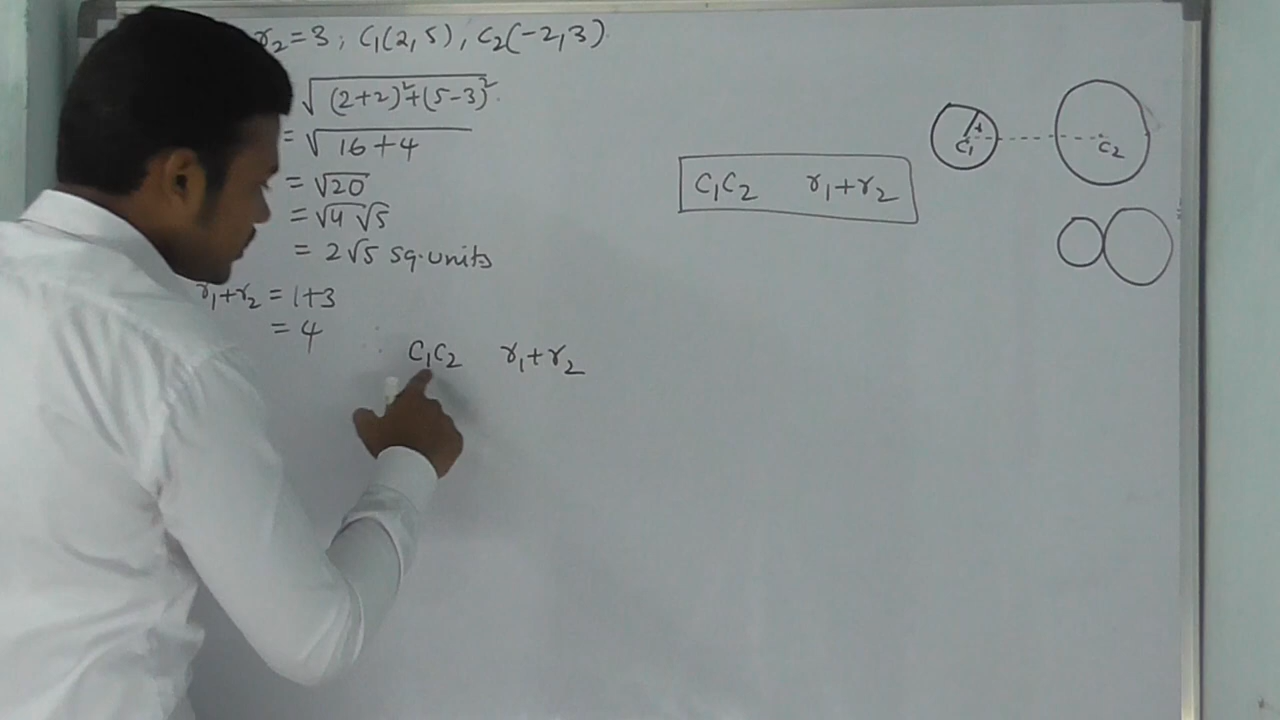 r₂=3; C₁(2,5), C₂(-2,3)
√(2+2)²+(5-3)².
= √16+4
= √20
= √4 √5
= 2√5 sq.units
r₁+r₂ = 1+3
= 4
C₁C₂ r₁+r₂
C₁C₂ r₁+r₂
C₁ C₂